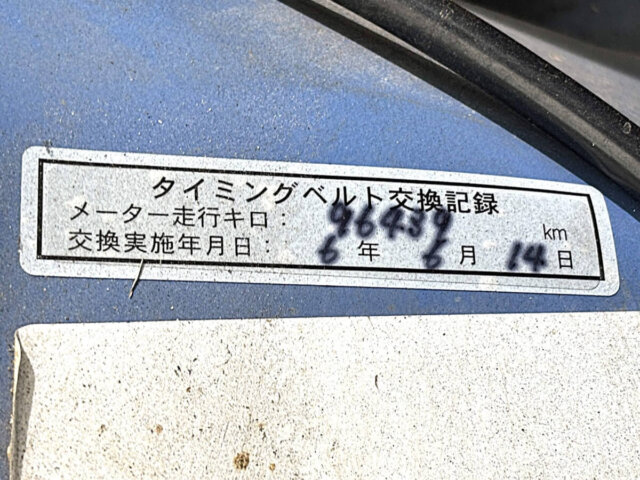 タイミングベルト交換記録
メーター走行キロ： 96439 km
交換実施年月日： 6 年 6 月 14 日